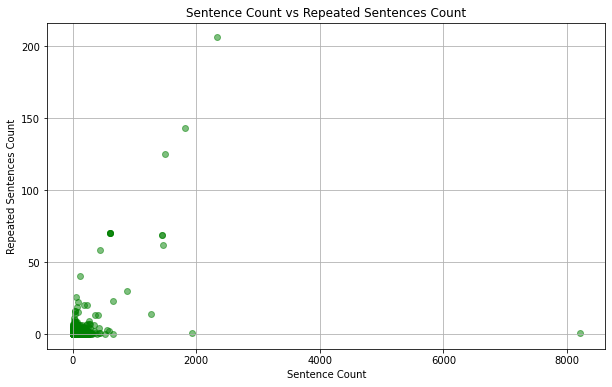 Sentence Count vs Repeated Sentences Count
Repeated Sentences Count
200
150
100
50
0
0 2000 4000 6000 8000
Sentence Count